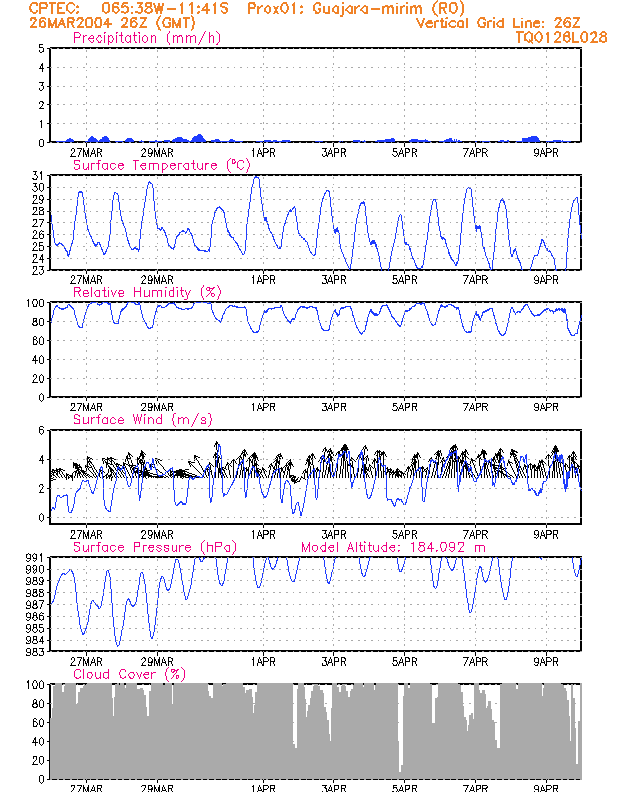 CPTEC: 065:38W-11:41S Prox01: Guajara-mirim (RO)
26MAR2004 26Z (GMT) Vertical Grid Line: 26Z
Precipitation (mm/h) TQ0126L028
5
4
3
2
1
0
27MAR 29MAR 1APR 3APR 5APR 7APR 9APR
Surface Temperature (ºC)
31
30
29
28
27
26
25
24
23
27MAR 29MAR 1APR 3APR 5APR 7APR 9APR
Relative Humidity (%)
100
80
60
40
20
0
27MAR 29MAR 1APR 3APR 5APR 7APR 9APR
Surface Wind (m/s)
6
4
2
0
27MAR 29MAR 1APR 3APR 5APR 7APR 9APR
Surface Pressure (hPa) Model Altitude: 184.092 m
991
990
989
988
987
986
985
984
983
27MAR 29MAR 1APR 3APR 5APR 7APR 9APR
Cloud Cover (%)
100
80
60
40
20
0
27MAR 29MAR 1APR 3APR 5APR 7APR 9APR